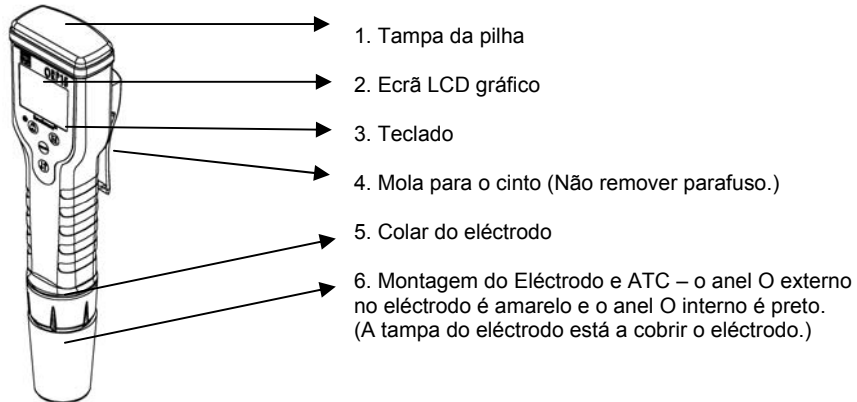 1. Tampa da pilha
2. Ecrã LCD gráfico
3. Teclado
4. Mola para o cinto (Não remover parafuso.)
5. Colar do eléctrodo
6. Montagem do Eléctrodo e ATC – o anel O externo
no eléctrodo é amarelo e o anel O interno é preto.
(A tampa do eléctrodo está a cobrir o eléctrodo.)